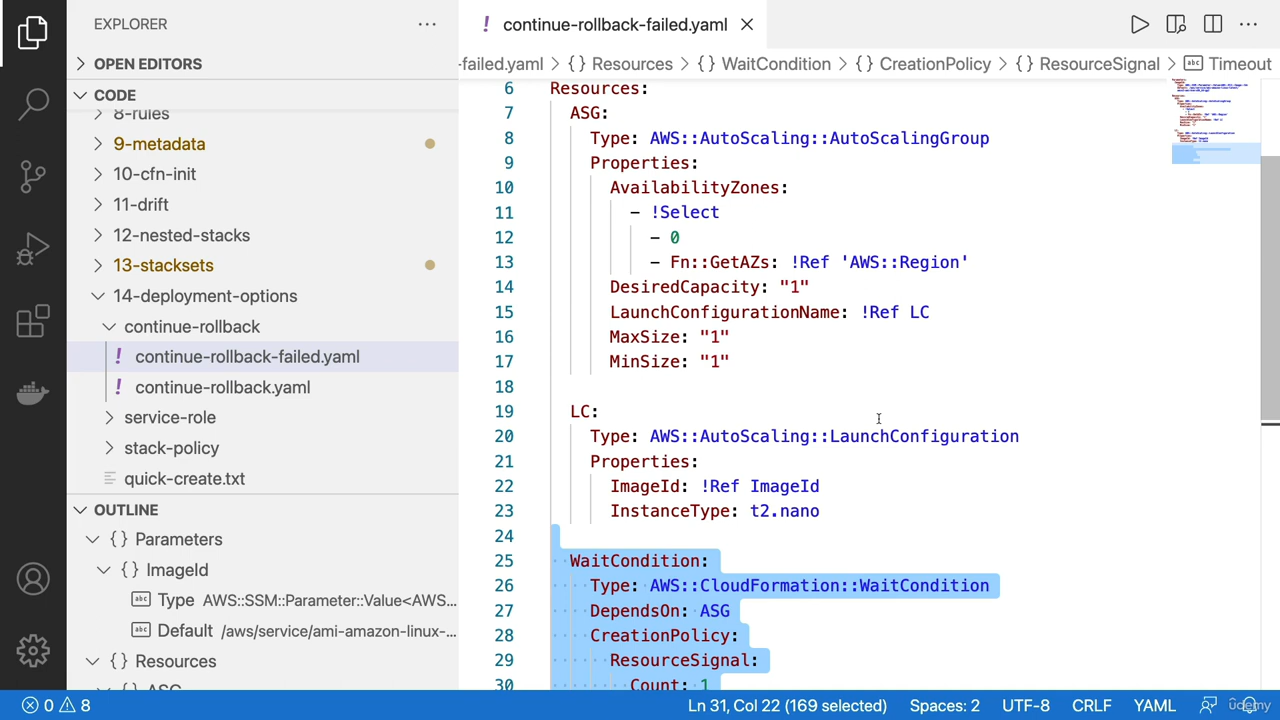 EXPLORER
OPEN EDITORS
CODE
8-rules
9-metadata
10-cfn-init
11-drift
12-nested-stacks
13-stacksets
14-deployment-options
continue-rollback
! continue-rollback-failed.yaml
! continue-rollback.yaml
service-role
stack-policy
quick-create.txt
OUTLINE
{} Parameters
{} ImageId
abc Type AWS::SSM::Parameter::Value<AWS...
abc Default /aws/service/ami-amazon-linux-...
{} Resources
{} ASG
! continue-rollback-failed.yaml
-failed.yaml > {} Resources > {} WaitCondition > {} CreationPolicy > {} ResourceSignal > abc Timeout
6 Resources:
7 ASG:
8 Type: AWS::AutoScaling::AutoScalingGroup
9 Properties:
10 AvailabilityZones:
11 - !Select
12 - 0
13 - Fn::GetAZs: !Ref 'AWS::Region'
14 DesiredCapacity: "1"
15 LaunchConfigurationName: !Ref LC
16 MaxSize: "1"
17 MinSize: "1"
18
19 LC:
20 Type: AWS::AutoScaling::LaunchConfiguration
21 Properties:
22 ImageId: !Ref ImageId
23 InstanceType: t2.nano
24
25 WaitCondition:
26 Type: AWS::CloudFormation::WaitCondition
27 DependsOn: ASG
28 CreationPolicy:
29 ResourceSignal:
30 Count: 1
0 8 Ln 31, Col 22 (169 selected) Spaces: 2 UTF-8 CRLF YAML
udemy